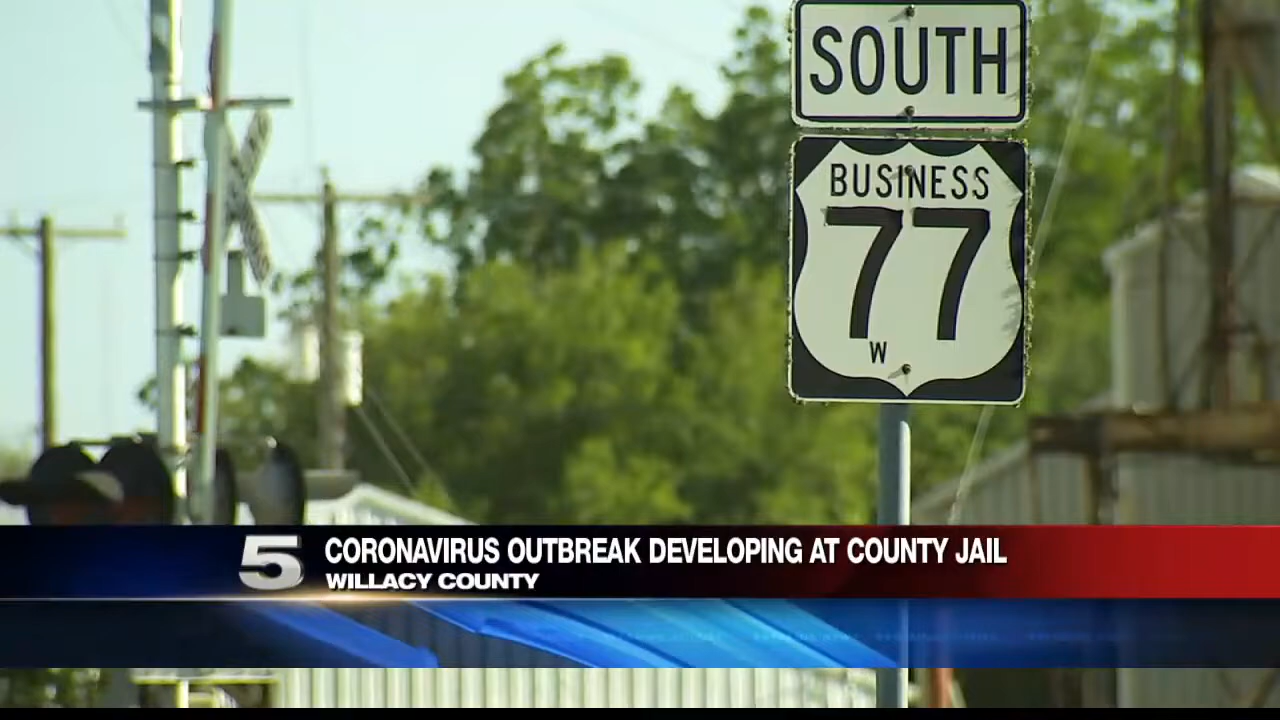 SOUTH
BUSINESS
77
W
5
CORONAVIRUS OUTBREAK DEVELOPING AT COUNTY JAIL
WILLACY COUNTY